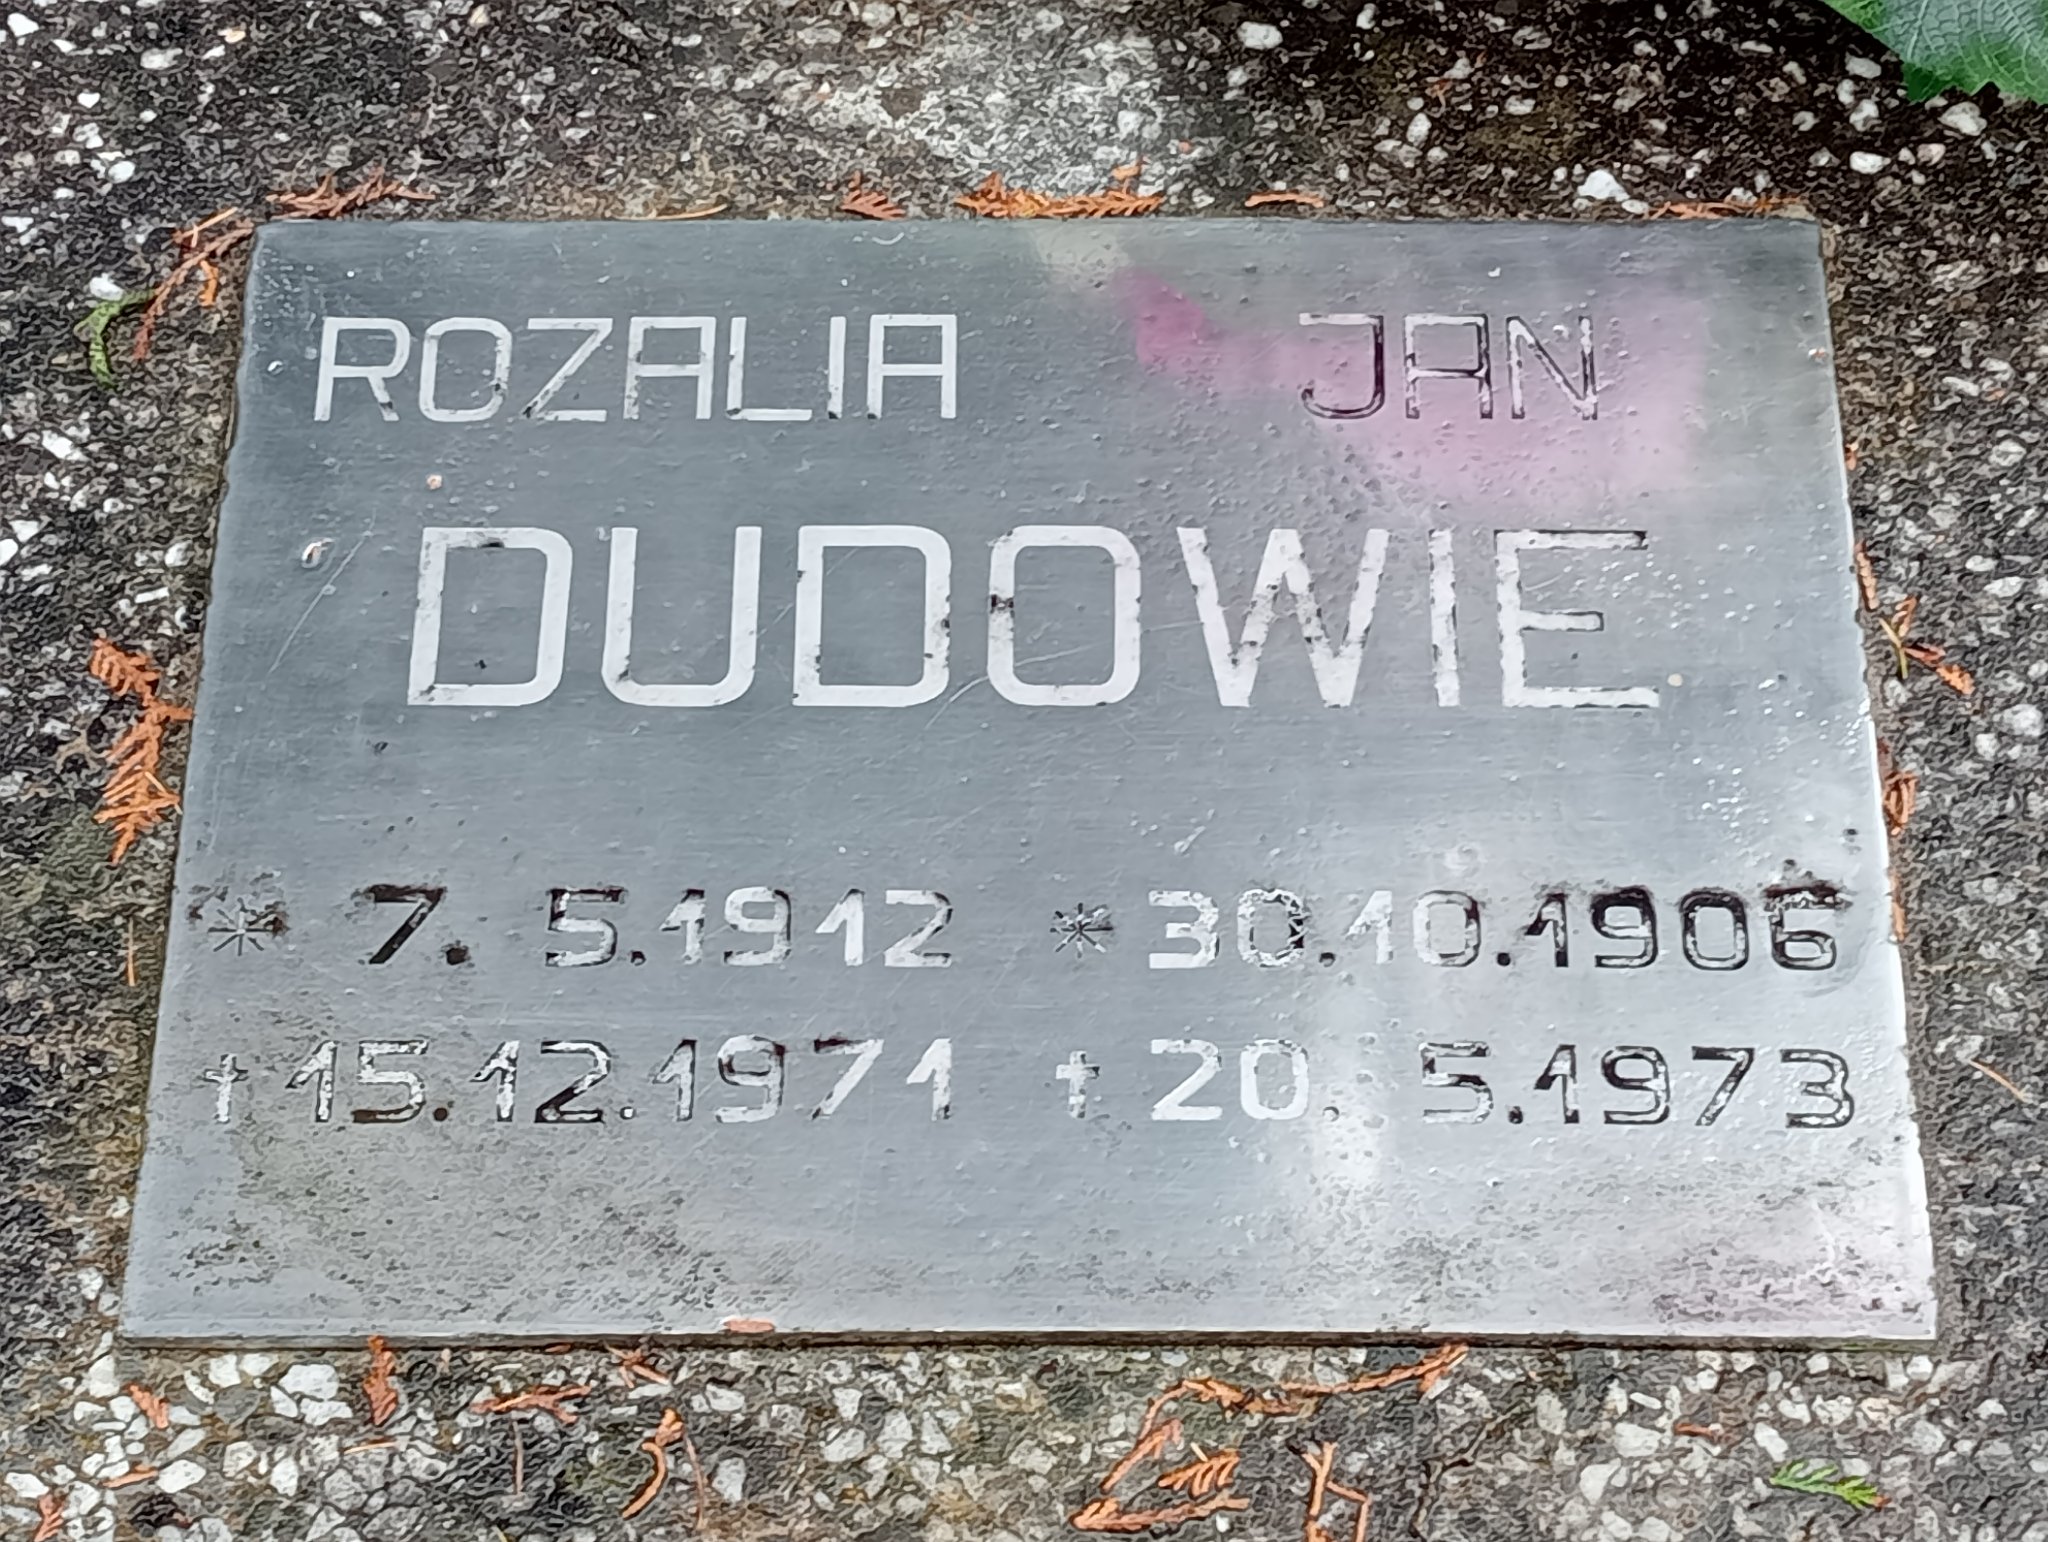 ROZALIA JAN
DUDOWIE
* 7. 5.1912 * 30.10.1906
† 15.12.1971 † 20. 5.1973